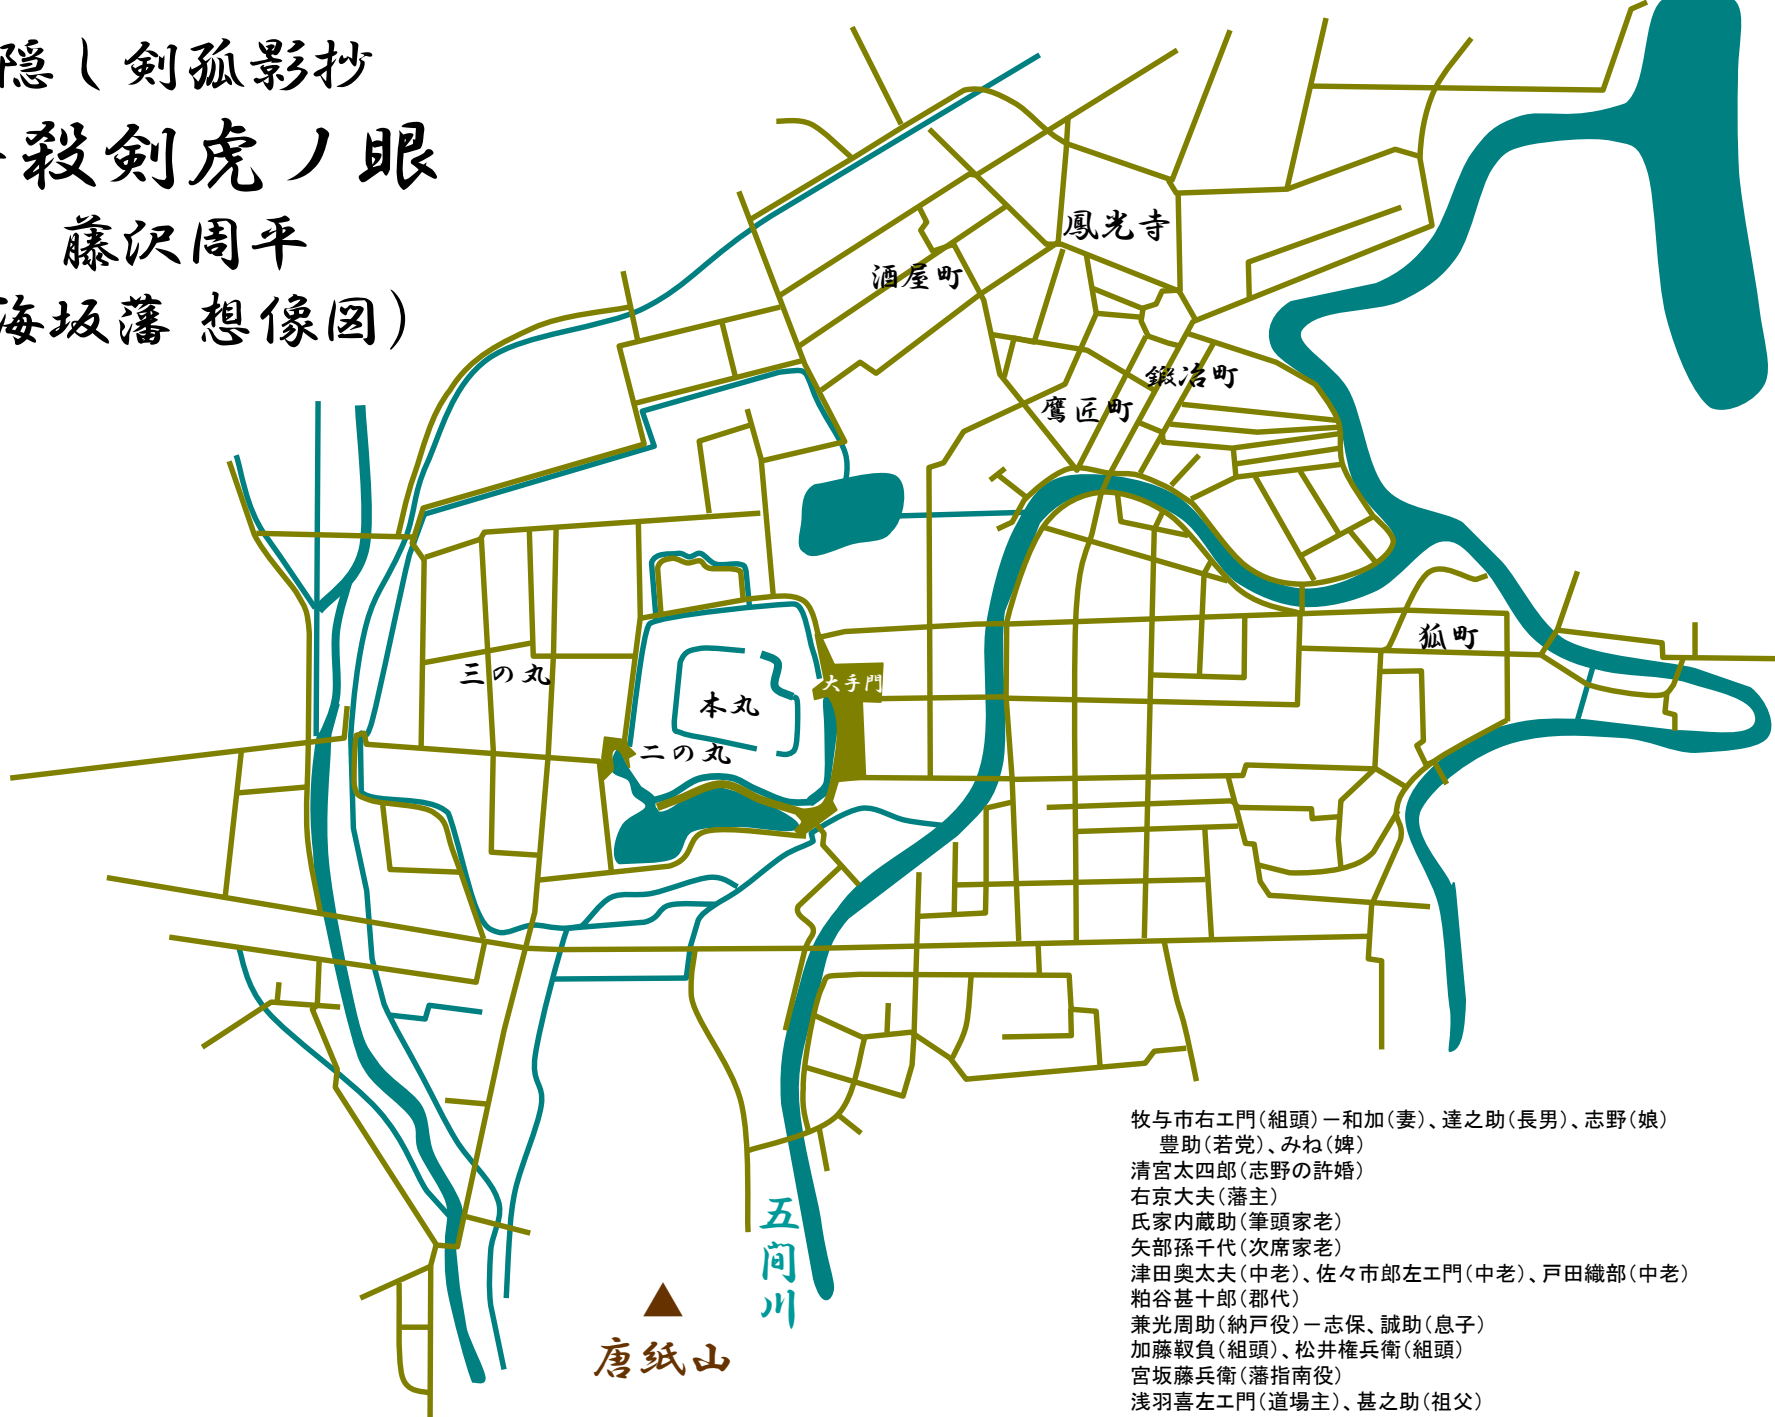 隠し剣孤影抄
殺剣虎ノ眼
藤沢周平
海坂藩 想像図)
鳳光寺
酒屋町
鍛冶町
鷹匠町
狐町
三の丸
大手門
本丸
二の丸
五间川
唐紙山
牧与市右エ門(組頭)－和加(妻)、達之助(長男)、志野(娘)
豊助(若党)、みね(婢)
清宮太四郎(志野の許婚)
右京大夫(藩主)
氏家内蔵助(筆頭家老)
矢部孫千代(次席家老)
津田奥太夫(中老)、佐々市郎左エ門(中老)、戸田織部(中老)
粕谷甚十郎(郡代)
兼光周助(納戸役)－志保、誠助(息子)
加藤靱負(組頭)、松井権兵衛(組頭)
宮坂藤兵衛(藩指南役)
浅羽喜左エ門(道場主)、甚之助(祖父)